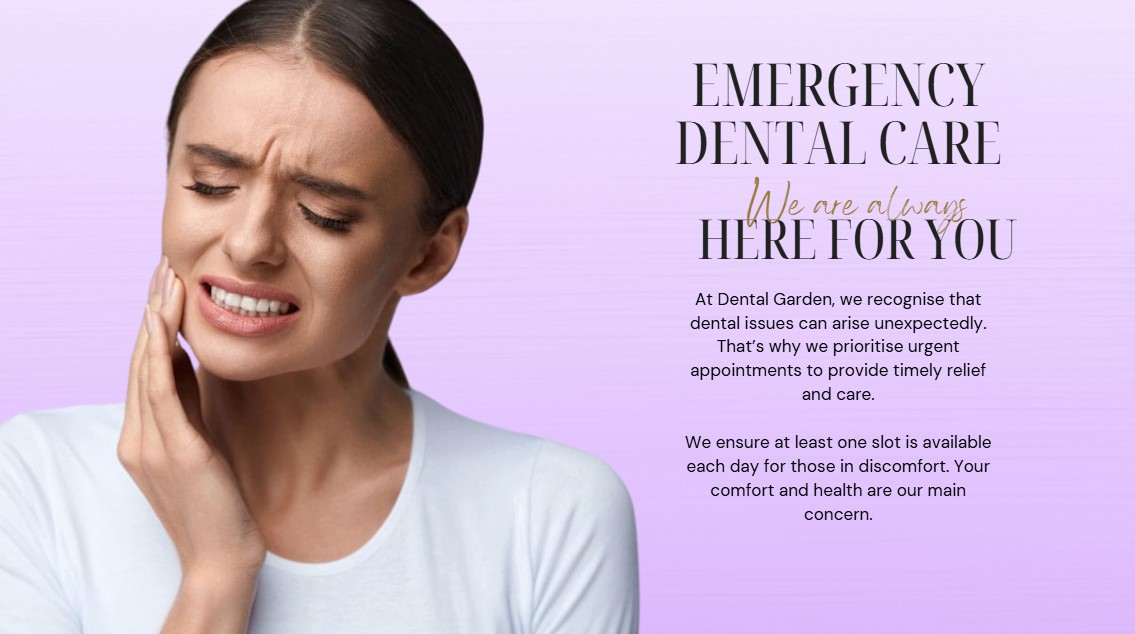 EMERGENCY
DENTAL CARE
We are always
HERE FOR YOU
At Dental Garden, we recognise that
dental issues can arise unexpectedly.
That’s why we prioritise urgent
appointments to provide timely relief
and care.
We ensure at least one slot is available
each day for those in discomfort. Your
comfort and health are our main
concern.